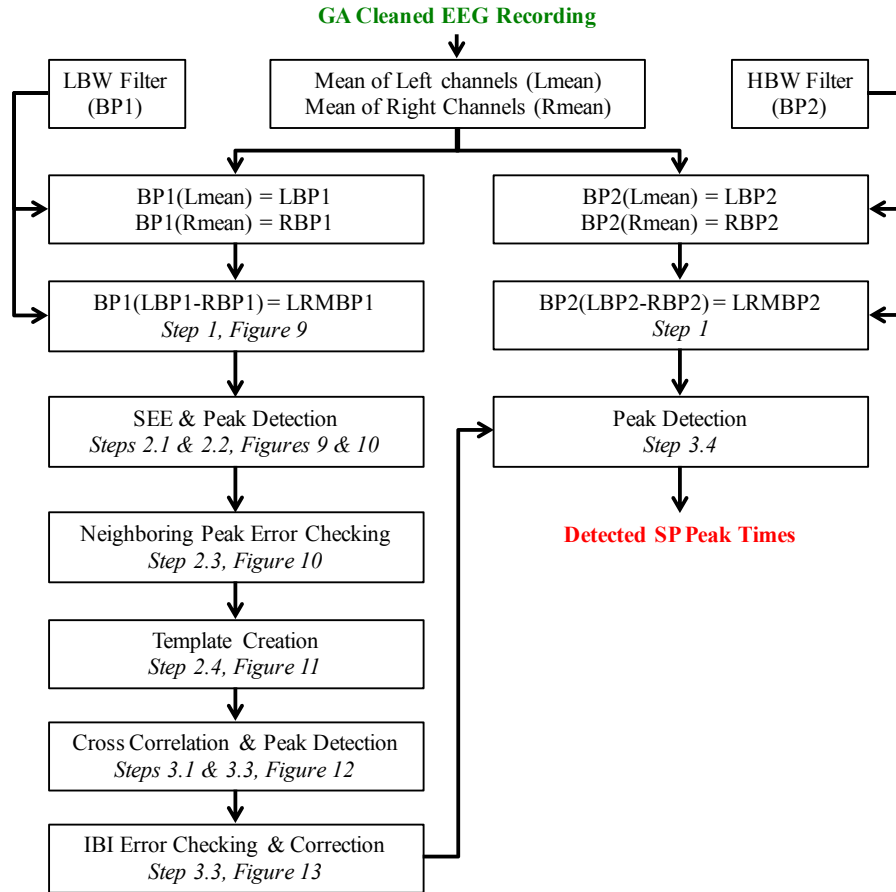 GA Cleaned EEG Recording
LBW Filter
(BP1)
Mean of Left channels (Lmean)
Mean of Right Channels (Rmean)
HBW Filter
(BP2)
BP1(Lmean) = LBP1
BP1(Rmean) = RBP1
BP2(Lmean) = LBP2
BP2(Rmean) = RBP2
BP1(LBP1-RBP1) = LRMBP1
Step 1, Figure 9
BP2(LBP2-RBP2) = LRMBP2
Step 1
SEE & Peak Detection
Steps 2.1 & 2.2, Figures 9 & 10
Peak Detection
Step 3.4
Neighboring Peak Error Checking
Step 2.3, Figure 10
Detected SP Peak Times
Template Creation
Step 2.4, Figure 11
Cross Correlation & Peak Detection
Steps 3.1 & 3.3, Figure 12
IBI Error Checking & Correction
Step 3.3, Figure 13